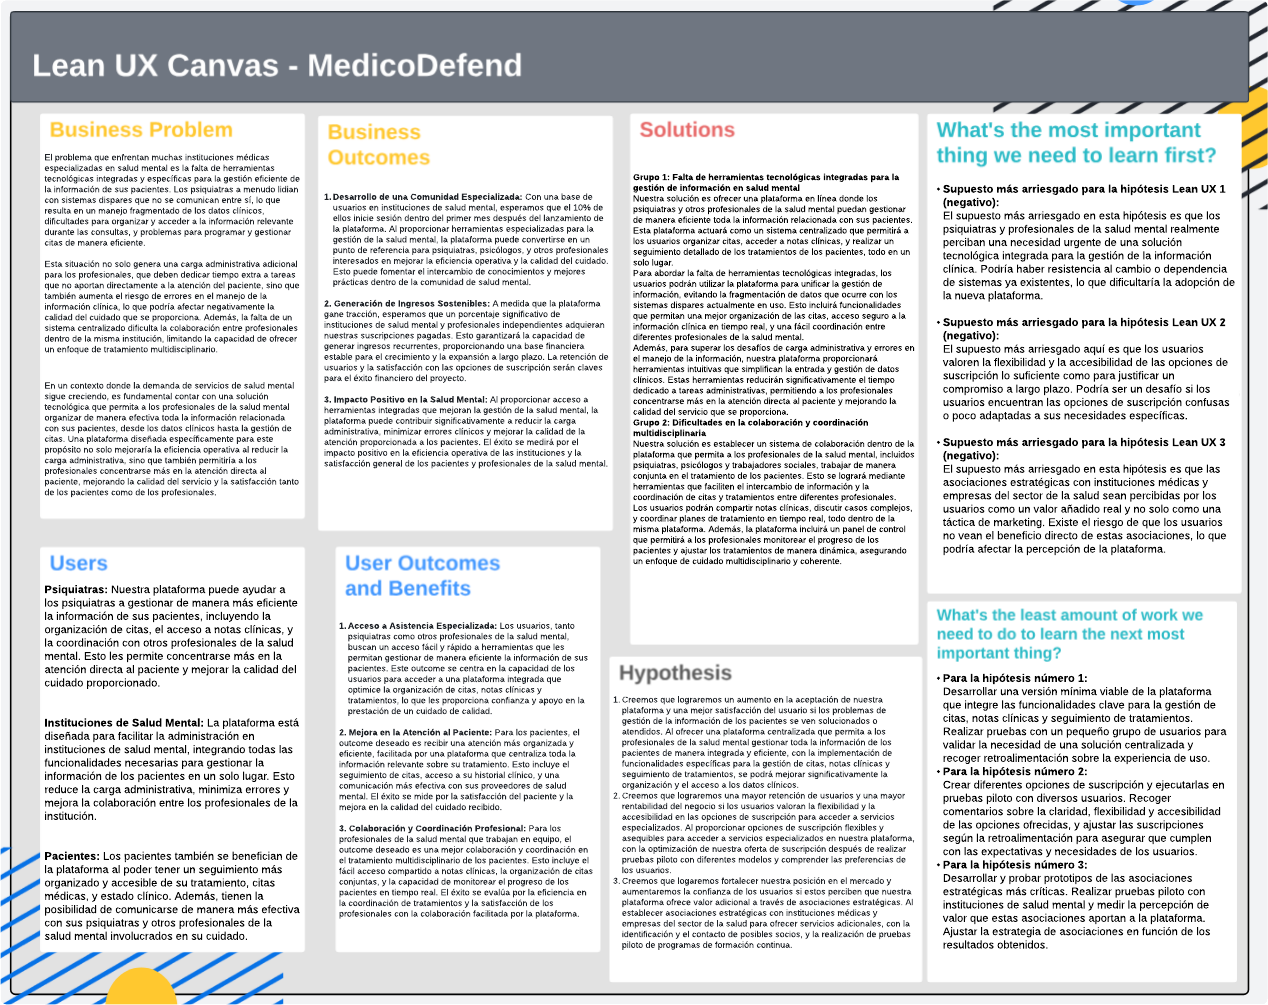 Lean UX Canvas - MedicoDefend
Business Problem
El problema que enfrentan muchas instituciones médicas
especializadas en salud mental es la falta de herramientas
tecnológicas integradas y específicas para la gestión eficiente de
la información de sus pacientes. Los psiquiatras a menudo lidian
con sistemas dispares que no se comunican entre sí, lo que
resulta en un manejo fragmentado de los datos clínicos,
dificultades para organizar y acceder a la información relevante
durante las consultas, y problemas para programar y gestionar
citas de manera eficiente.
Esta situación no solo genera una carga administrativa adicional
para los profesionales, que deben dedicar tiempo extra a tareas
que no aportan directamente a la atención del paciente, sino que
también aumenta el riesgo de errores en el manejo de la
información clínica, lo que podría afectar negativamente la
calidad del cuidado que se proporciona. Además, la falta de un
sistema centralizado dificulta la colaboración entre profesionales
dentro de la misma institución, limitando la capacidad de ofrecer
un enfoque de tratamiento multidisciplinario.
En un contexto donde la demanda de servicios de salud mental
sigue creciendo, es fundamental contar con una solución
tecnológica que permita a los profesionales de la salud mental
organizar de manera efectiva toda la información relacionada
con sus pacientes, desde los datos clínicos hasta la gestión de
citas. Una plataforma diseñada específicamente para este
propósito no solo mejoraría la eficiencia operativa al reducir la
carga administrativa, sino que también permitiría a los
profesionales concentrarse más en la atención directa al
paciente, mejorando la calidad del servicio y la satisfacción tanto
de los pacientes como de los profesionales.
Business
Outcomes
1. Desarrollo de una Comunidad Especializada: Con una base de
usuarios en instituciones de salud mental, esperamos que el 10% de
ellos inicie sesión dentro del primer mes después del lanzamiento de
la plataforma. Al proporcionar herramientas especializadas para la
gestión de la salud mental, la plataforma puede convertirse en un
punto de referencia para psiquiatras, psicólogos, y otros profesionales
interesados en mejorar la eficiencia operativa y la calidad del cuidado.
Esto puede fomentar el intercambio de conocimientos y mejores
prácticas dentro de la comunidad de salud mental.
2. Generación de Ingresos Sostenibles: A medida que la plataforma
gane tracción, esperamos que un porcentaje significativo de
instituciones de salud mental y profesionales independientes adquieran
nuestras suscripciones pagadas. Esto garantizará la capacidad de
generar ingresos recurrentes, proporcionando una base financiera
estable para el crecimiento y la expansión a largo plazo. La retención de
usuarios y la satisfacción con las opciones de suscripción serán claves
para el éxito financiero del proyecto.
3. Impacto Positivo en la Salud Mental: Al proporcionar acceso a
herramientas integradas que mejoran la gestión de la salud mental, la
plataforma puede contribuir significativamente a reducir la carga
administrativa, minimizar errores clínicos y mejorar la calidad de la
atención proporcionada a los pacientes. El éxito se medirá por el
impacto positivo en la eficiencia operativa de las instituciones y la
satisfacción general de los pacientes y profesionales de la salud mental.
Solutions
Grupo 1: Falta de herramientas tecnológicas integradas para la
gestión de información en salud mental
Nuestra solución es ofrecer una plataforma en línea donde los
psiquiatras y otros profesionales de la salud mental puedan gestionar
de manera eficiente toda la información relacionada con sus pacientes.
Esta plataforma actuará como un sistema centralizado que permitirá a
los usuarios organizar citas, acceder a notas clínicas, y realizar un
seguimiento detallado de los tratamientos de los pacientes, todo en un
solo lugar.
Para abordar la falta de herramientas tecnológicas integradas, los
usuarios podrán utilizar la plataforma para unificar la gestión de
información, evitando la fragmentación de datos que ocurre con los
sistemas dispares actualmente en uso. Esto incluirá funcionalidades
que permitan una mejor organización de las citas, acceso seguro a la
información clínica en tiempo real, y una fácil coordinación entre
diferentes profesionales de la salud mental.
Además, para superar los desafíos de carga administrativa y errores en
el manejo de la información, nuestra plataforma proporcionará
herramientas intuitivas que simplifican la entrada y gestión de datos
clínicos. Estas herramientas reducirán significativamente el tiempo
dedicado a tareas administrativas, permitiendo a los profesionales
concentrarse más en la atención directa al paciente y mejorando la
calidad del servicio que se proporciona.
Grupo 2: Dificultades en la colaboración y coordinación
multidisciplinaria
Nuestra solución es establecer un sistema de colaboración dentro de la
plataforma que permita a los profesionales de la salud mental, incluidos
psiquiatras, psicólogos y trabajadores sociales, trabajar de manera
conjunta en el tratamiento de los pacientes. Esto se logrará mediante
herramientas que faciliten el intercambio de información y la
coordinación de citas y tratamientos entre diferentes profesionales.
Los usuarios podrán compartir notas clínicas, discutir casos complejos,
y coordinar planes de tratamiento en tiempo real, todo dentro de la
misma plataforma. Además, la plataforma incluirá un panel de control
que permitirá a los profesionales monitorear el progreso de los
pacientes y ajustar los tratamientos de manera dinámica, asegurando
un enfoque de cuidado multidisciplinario y coherente.
What's the most important
thing we need to learn first?
• Supuesto más arriesgado para la hipótesis Lean UX 1
(negativo):
El supuesto más arriesgado en esta hipótesis es que los
psiquiatras y profesionales de la salud mental realmente
perciban una necesidad urgente de una solución
tecnológica integrada para la gestión de la información
clínica. Podría haber resistencia al cambio o dependencia
de sistemas ya existentes, lo que dificultaría la adopción de
la nueva plataforma.
• Supuesto más arriesgado para la hipótesis Lean UX 2
(negativo):
El supuesto más arriesgado aquí es que los usuarios
valoren la flexibilidad y la accesibilidad de las opciones de
suscripción lo suficiente como para justificar un
compromiso a largo plazo. Podría ser un desafío si los
usuarios encuentran las opciones de suscripción confusas
o poco adaptadas a sus necesidades específicas.
• Supuesto más arriesgado para la hipótesis Lean UX 3
(negativo):
El supuesto más arriesgado en esta hipótesis es que las
asociaciones estratégicas con instituciones médicas y
empresas del sector de la salud sean percibidas por los
usuarios como un valor añadido real y no solo como una
táctica de marketing. Existe el riesgo de que los usuarios
no vean el beneficio directo de estas asociaciones, lo que
podría afectar la percepción de la plataforma.
Users
Psiquiatras: Nuestra plataforma puede ayudar a
los psiquiatras a gestionar de manera más eficiente
la información de sus pacientes, incluyendo la
organización de citas, el acceso a notas clínicas, y
la coordinación con otros profesionales de la salud
mental. Esto les permite concentrarse más en la
atención directa al paciente y mejorar la calidad del
cuidado proporcionado.
Instituciones de Salud Mental: La plataforma está
diseñada para facilitar la administración en
instituciones de salud mental, integrando todas las
funcionalidades necesarias para gestionar la
información de los pacientes en un solo lugar. Esto
reduce la carga administrativa, minimiza errores y
mejora la colaboración entre los profesionales de la
institución.
Pacientes: Los pacientes también se benefician de
la plataforma al poder tener un seguimiento más
organizado y accesible de su tratamiento, citas
médicas, y estado clínico. Además, tienen la
posibilidad de comunicarse de manera más efectiva
con sus psiquiatras y otros profesionales de la
salud mental involucrados en su cuidado.
User Outcomes
and Benefits
1. Acceso a Asistencia Especializada: Los usuarios, tanto
psiquiatras como otros profesionales de la salud mental,
buscan un acceso fácil y rápido a herramientas que les
permitan gestionar de manera eficiente la información de sus
pacientes. Este outcome se centra en la capacidad de los
usuarios para acceder a una plataforma integrada que
optimice la organización de citas, notas clínicas y
tratamientos, lo que les proporciona confianza y apoyo en la
prestación de un cuidado de calidad.
2. Mejora en la Atención al Paciente: Para los pacientes, el
outcome deseado es recibir una atención más organizada y
eficiente, facilitada por una plataforma que centraliza toda la
información relevante sobre su tratamiento. Esto incluye el
seguimiento de citas, acceso a su historial clínico, y una
comunicación más efectiva con sus proveedores de salud
mental. El éxito se mide por la satisfacción del paciente y la
mejora en la calidad del cuidado recibido.
3. Colaboración y Coordinación Profesional: Para los
profesionales de la salud mental que trabajan en equipo, el
outcome deseado es una mejor colaboración y coordinación en
el tratamiento multidisciplinario de los pacientes. Esto incluye el
fácil acceso compartido a notas clínicas, la organización de citas
conjuntas, y la capacidad de monitorear el progreso de los
pacientes en tiempo real. El éxito se evalúa por la eficiencia en
la coordinación de tratamientos y la satisfacción de los
profesionales con la colaboración facilitada por la plataforma.
Hypothesis
1. Creemos que lograremos un aumento en la aceptación de nuestra
plataforma y una mejor satisfacción del usuario si los problemas de
gestión de la información de los pacientes se ven solucionados o
atendidos. Al ofrecer una plataforma centralizada que permita a los
profesionales de la salud mental gestionar toda la información de los
pacientes de manera integrada y eficiente, con la implementación de
funcionalidades específicas para la gestión de citas, notas clínicas y
seguimiento de tratamientos, se podrá mejorar significativamente la
organización y el acceso a los datos clínicos.
2. Creemos que lograremos una mayor retención de usuarios y una mayor
rentabilidad del negocio si los usuarios valoran la flexibilidad y la
accesibilidad en las opciones de suscripción para acceder a servicios
especializados. Al proporcionar opciones de suscripción flexibles y
asequibles para acceder a servicios especializados en nuestra plataforma,
con la optimización de nuestra oferta de suscripción después de realizar
pruebas piloto con diferentes modelos y comprender las preferencias de
los usuarios.
3. Creemos que logaremos fortalecer nuestra posición en el mercado y
aumentaremos la confianza de los usuarios si estos perciben que nuestra
plataforma ofrece valor adicional a través de asociaciones estratégicas. Al
establecer asociaciones estratégicas con instituciones médicas y
empresas del sector de la salud para ofrecer servicios adicionales, con la
identificación y el contacto de posibles socios, y la realización de pruebas
piloto de programas de formación continua.
What's the least amount of work we
need to do to learn the next most
important thing?
• Para la hipótesis número 1:
Desarrollar una versión mínima viable de la plataforma
que integre las funcionalidades clave para la gestión de
citas, notas clínicas y seguimiento de tratamientos.
Realizar pruebas con un pequeño grupo de usuarios para
validar la necesidad de una solución centralizada y
recoger retroalimentación sobre la experiencia de uso.
• Para la hipótesis número 2:
Crear diferentes opciones de suscripción y ejecutarlas en
pruebas piloto con diversos usuarios. Recoger
comentarios sobre la claridad, flexibilidad y accesibilidad
de las opciones ofrecidas, y ajustar las suscripciones
según la retroalimentación para asegurar que cumplen
con las expectativas y necesidades de los usuarios.
• Para la hipótesis número 3:
Desarrollar y probar prototipos de las asociaciones
estratégicas más críticas. Realizar pruebas piloto con
instituciones de salud mental y medir la percepción de
valor que estas asociaciones aportan a la plataforma.
Ajustar la estrategia de asociaciones en función de los
resultados obtenidos.